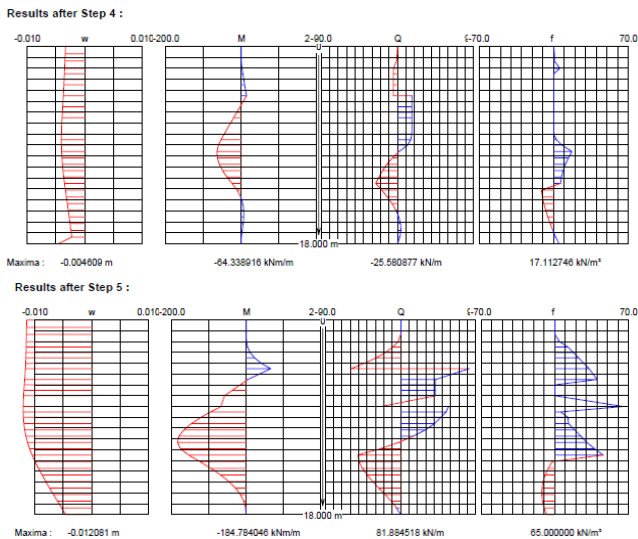 Results after Step 4 :
-0.010 w 0.010-200.0 M 2-90.0 Q -70.0 f 70.0
18.000 m
Maxima : -0.004609 m -64.338916 kNm/m -25.580877 kN/m 17.112746 kN/m²
Results after Step 5 :
-0.010 w 0.010-200.0 M 2-90.0 Q -70.0 f 70.0
18.000 m
Maxima : -0.012081 m -184.784046 kNm/m 81.884518 kN/m 65.000000 kN/m²